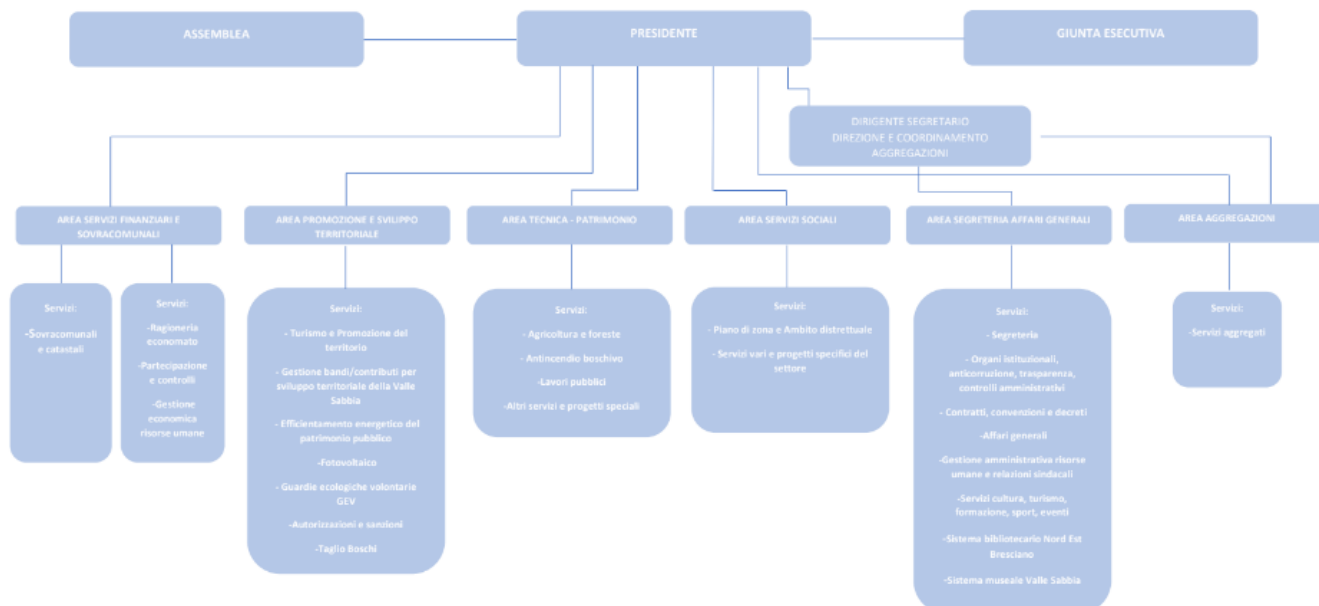 ASSEMBLEA
PRESIDENTE
GIUNTA ESECUTIVA
DIRIGENTE SEGRETARIO
DIREZIONE E COORDINAMENTO
AGGREGAZIONI
AREA SERVIZI FINANZIARI E
SOVRACOMUNALI
AREA PROMOZIONE E SVILUPPO
TERRITORIALE
AREA TECNICA - PATRIMONIO
AREA SERVIZI SOCIALI
AREA SEGRETERIA AFFARI GENERALI
AREA AGGREGAZIONI
Servizi:
-Sovracomunali
e catastali
Servizi:
-Ragioneria
economato
-Partecipazione
e controlli
-Gestione
economica
risorse umane
Servizi:
- Turismo e Promozione del
territorio
- Gestione bandi/contributi per
sviluppo territoriale della Valle
Sabbia
- Efficientamento energetico del
patrimonio pubblico
-Fotovoltaico
- Guardie ecologiche volontarie
GEV
-Autorizzazioni e sanzioni
-Taglio Boschi
Servizi:
- Agricoltura e foreste
- Antincendio boschivo
-Lavori pubblici
-Altri servizi e progetti speciali
Servizi:
- Piano di zona e Ambito distrettuale
- Servizi vari e progetti specifici del
settore
Servizi:
- Segreteria
- Organi istituzionali,
anticorruzione, trasparenza,
controlli amministrativi
- Contratti, convenzioni e decreti
-Affari generali
-Gestione amministrativa risorse
umane e relazioni sindacali
-Servizi cultura, turismo,
formazione, sport, eventi
-Sistema bibliotecario Nord Est
Bresciano
-Sistema museale Valle Sabbia
Servizi:
-Servizi aggregati